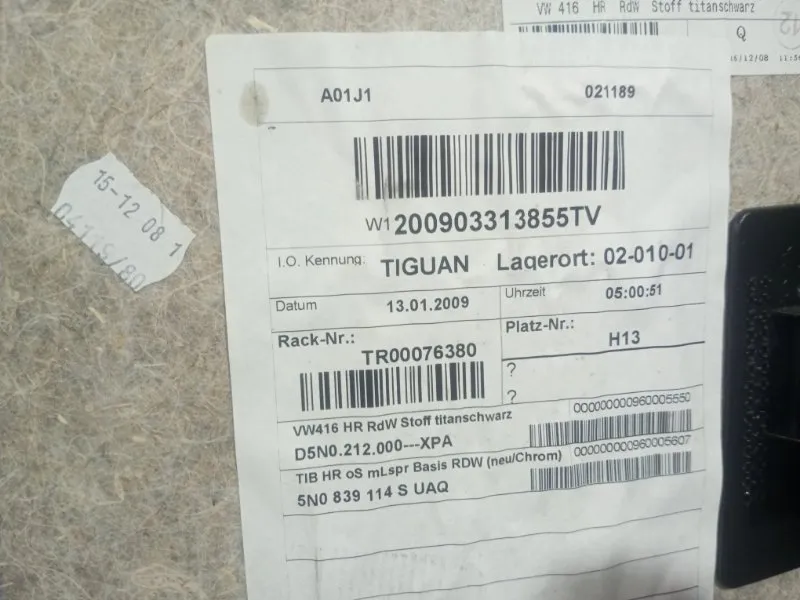 VW 416 HR RdW Stoff titanschwarz
Q
A01J1 021189
W1200903313855TV
I.O. Kennung: TIGUAN Lagerort: 02-010-01
Datum 13.01.2009 Uhrzeit 05:00:51
Rack-Nr.: TR00076380 Platz-Nr.: H13
?
?
VW416 HR RdW Stoff titanschwarz 000000000960005550
D5N0.212.000---XPA
TIB HR oS mLspr Basis RDW (neu/Chrom) 000000000960005607
5N0 839 114 S UAQ
15-12 08 1